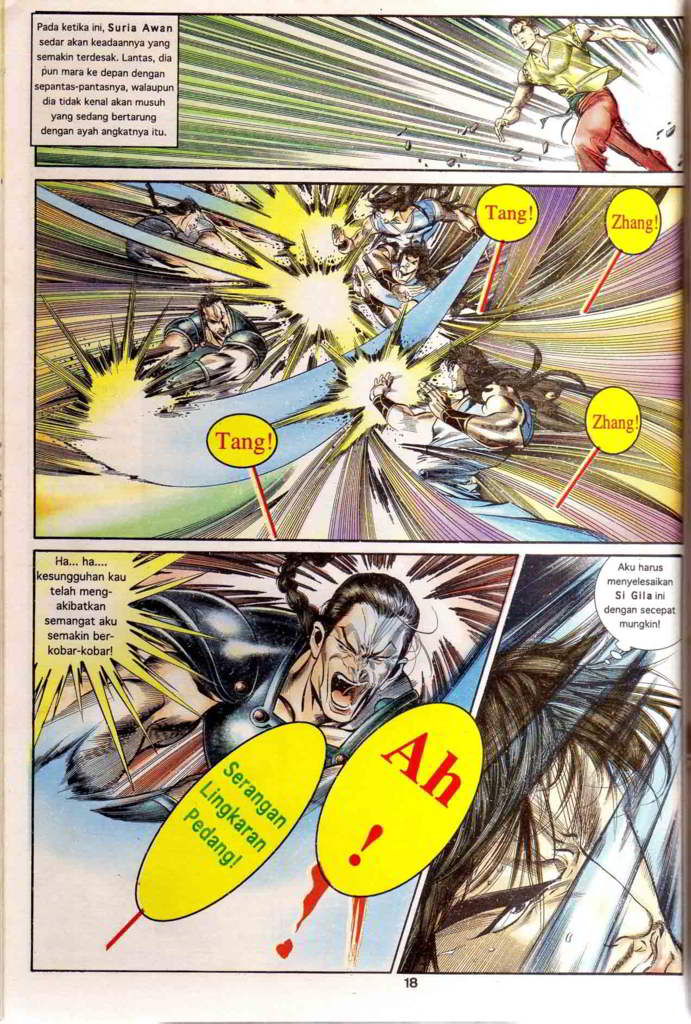 Pada ketika ini, Suria Awan
sedar akan keadaannya yang
semakin terdesak. Lantas, dia
pun mara ke depan dengan
sepantas-pantasnya, walaupun
dia tidak kenal akan musuh
yang sedang bertarung
dengan ayah angkatnya itu.
Tang!
Zhang!
Tang!
Zhang!
Ha... ha....
kesungguhan kau
telah meng-
akibatkan
semangat aku
semakin ber-
kobar-kobar!
Serangan
Lingkaran
Pedang!
Ah
!
Aku harus
menyelesaikan
Si Gila ini
dengan secepat
mungkin!
18